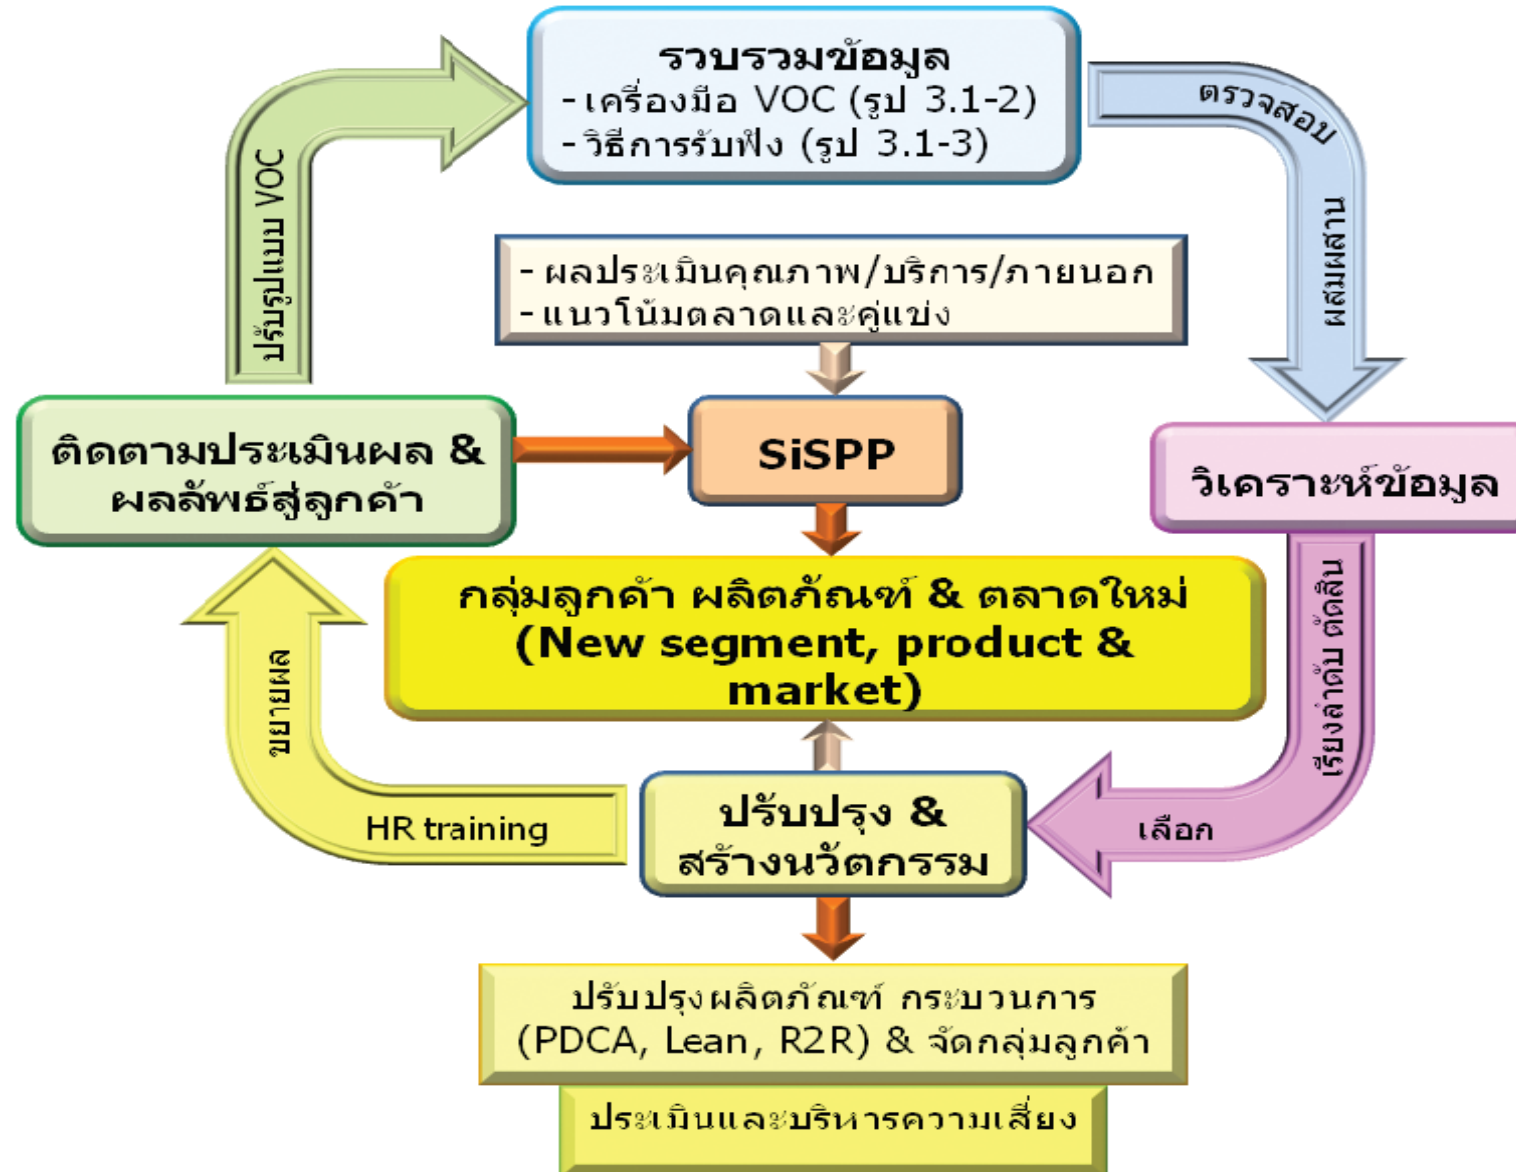 รวบรวมข้อมูล
- เครื่องมือ VOC (รูป 3.1-2)
- วิธีการรับฟัง (รูป 3.1-3)
ตรวจสอบ
ผสมผสาน
ปรับรูปแบบ VOC
- ผลประเมินคุณภาพ/บริการ/ภายนอก
- แนวโน้มตลาดและคู่แข่ง
ติดตามประเมินผล &
ผลลัพธ์สู่ลูกค้า
SiSPP
วิเคราะห์ข้อมูล
กลุ่มลูกค้า ผลิตภัณฑ์ & ตลาดใหม่
(New segment, product &
market)
เรียงลำดับ ตัดสิน
เลือก
ขยายผล
HR training
ปรับปรุง &
สร้างนวัตกรรม
ปรับปรุงผลิตภัณฑ์ กระบวนการ
(PDCA, Lean, R2R) & จัดกลุ่มลูกค้า
ประเมินและบริหารความเสี่ยง